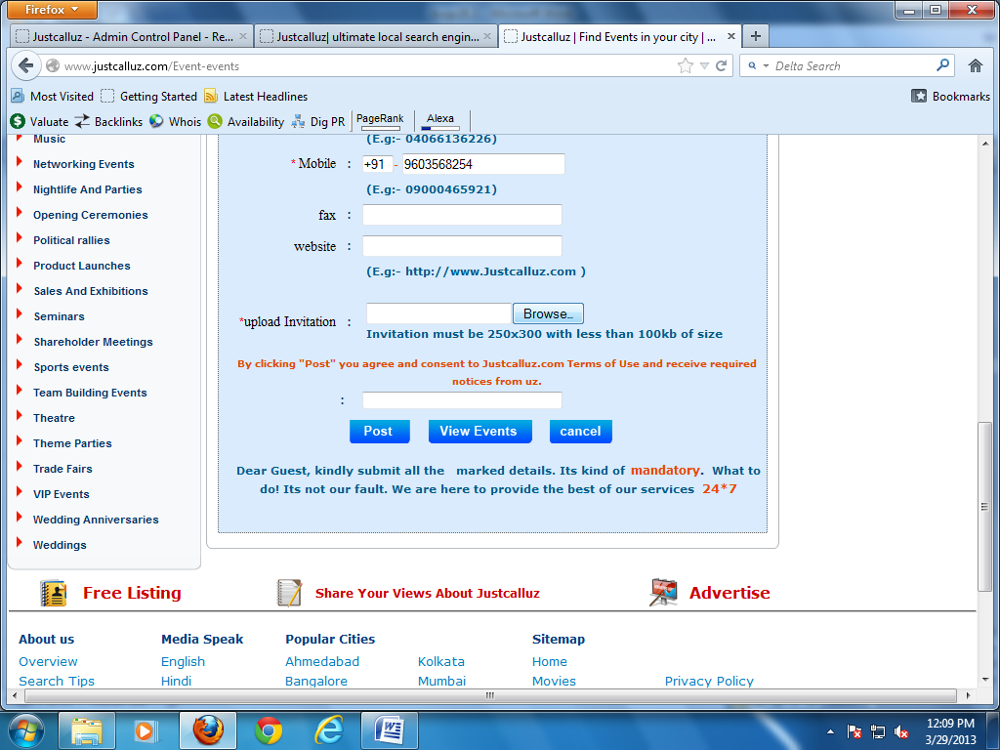 Firefox
Justcalluz - Admin Control Panel - Re...
Justcalluz| ultimate local search engin...
Justcalluz | Find Events in your city | ...
www.justcalluz.com/Event-events
Delta Search
Most Visited
Getting Started
Latest Headlines
Bookmarks
Valuate
Backlinks
Whois
Availability
Dig PR
PageRank
Alexa
Music
Networking Events
Nightlife And Parties
Opening Ceremonies
Political rallies
Product Launches
Sales And Exhibitions
Seminars
Shareholder Meetings
Sports events
Team Building Events
Theatre
Theme Parties
Trade Fairs
VIP Events
Wedding Anniversaries
Weddings
(E.g:- 04066136226)
* Mobile : +91 - 9603568254
(E.g:- 09000465921)
fax :
website :
(E.g:- http://www.Justcalluz.com )
*upload Invitation : Browse..
Invitation must be 250x300 with less than 100kb of size
By clicking "Post" you agree and consent to Justcalluz.com Terms of Use and receive required
notices from uz.
:
Post View Events cancel
Dear Guest, kindly submit all the marked details. Its kind of mandatory. What to
do! Its not our fault. We are here to provide the best of our services 24*7
Free Listing
Share Your Views About Justcalluz
Advertise
About us
Overview
Search Tips
Media Speak
English
Hindi
Popular Cities
Ahmedabad Kolkata
Bangalore Mumbai
Sitemap
Home
Movies Privacy Policy
12:09 PM
3/29/2013